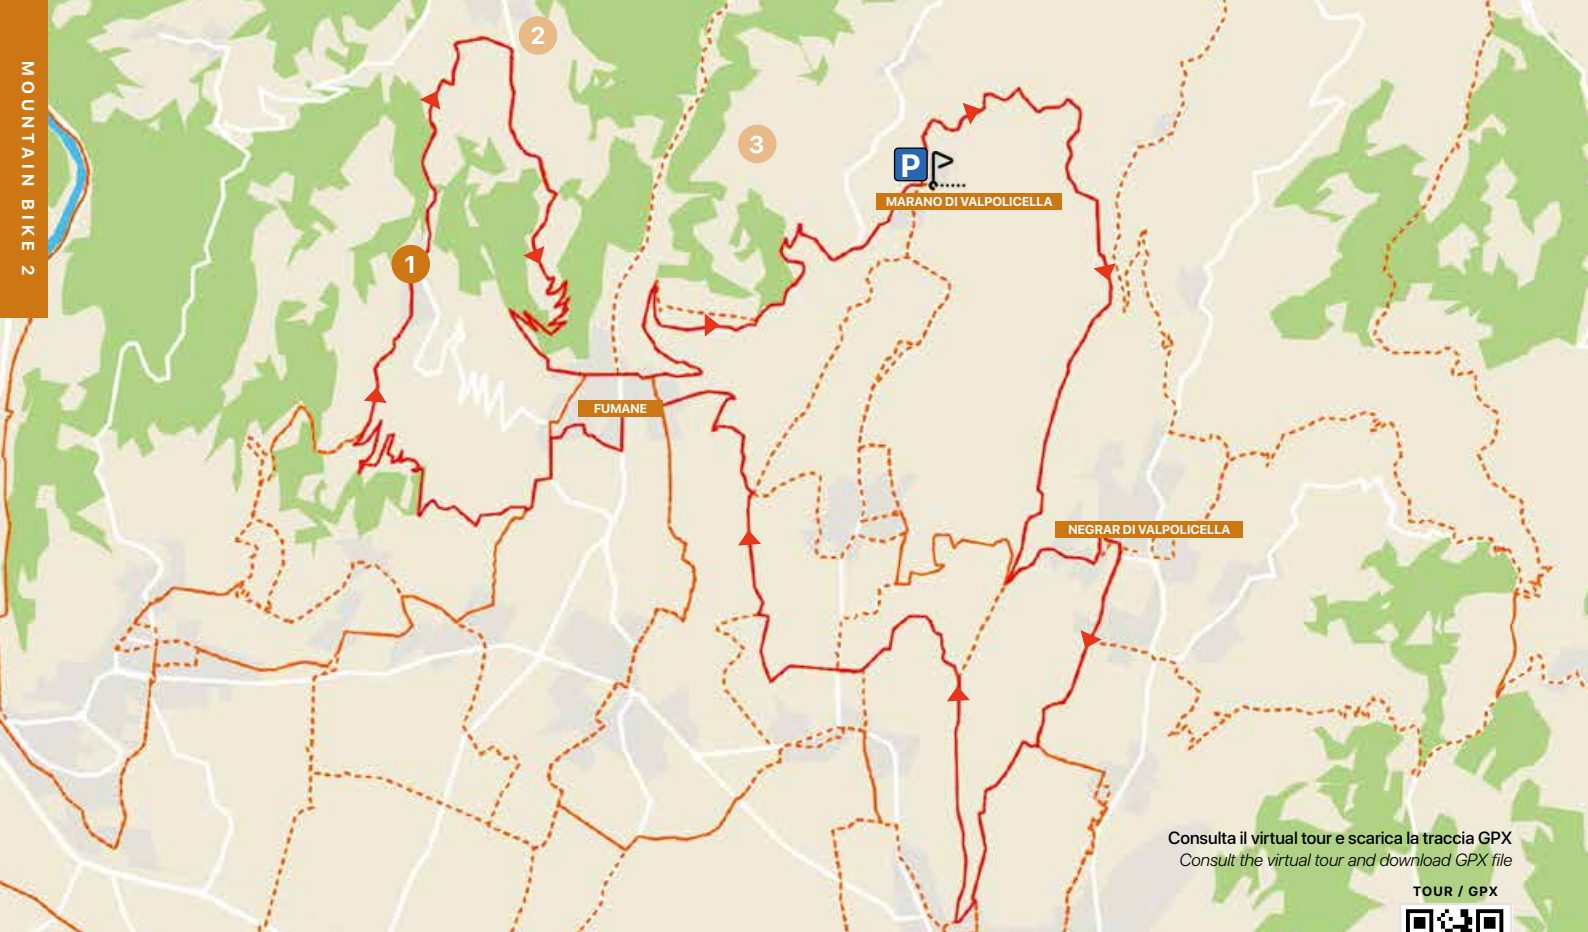 MOUNTAIN BIKE 2
2
3
P
MARANO DI VALPOLICELLA
1
FUMANE
NEGRAR DI VALPOLICELLA
Consulta il virtual tour e scarica la traccia GPX
Consult the virtual tour and download GPX file
TOUR / GPX